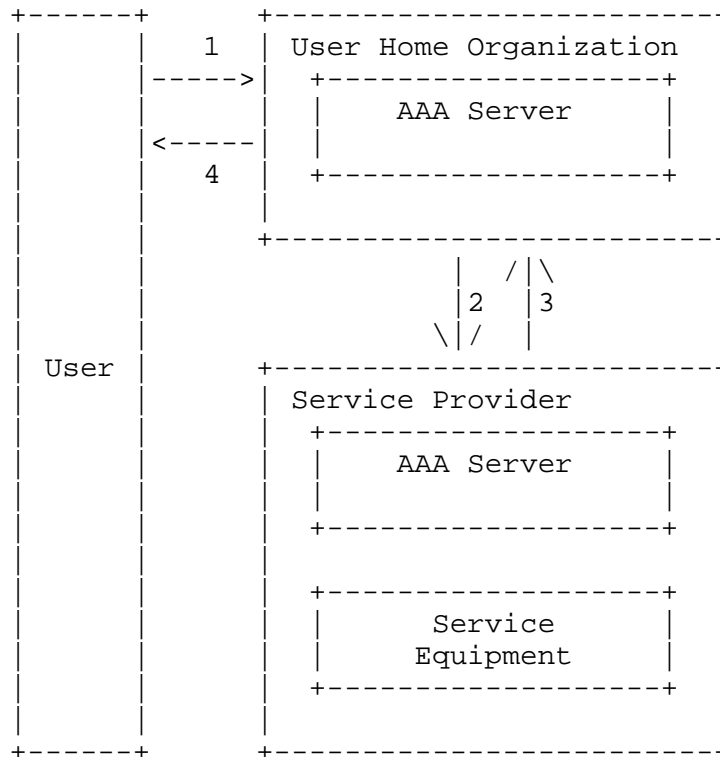 1
User Home Organization
AAA Server
4
2 3
User
Service Provider
AAA Server
Service
Equipment